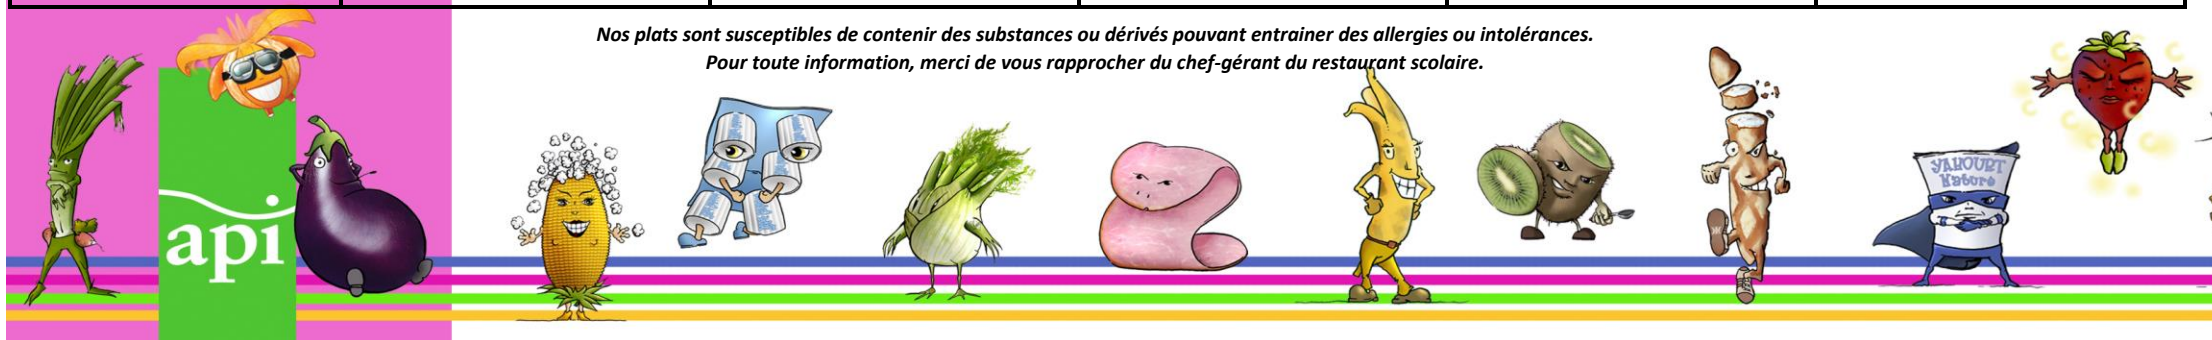 Nos plats sont susceptibles de contenir des substances ou dérivés pouvant entrainer des allergies ou intolérances.
Pour toute information, merci de vous rapprocher du chef-gérant du restaurant scolaire.
api
YAHOURT
Nature